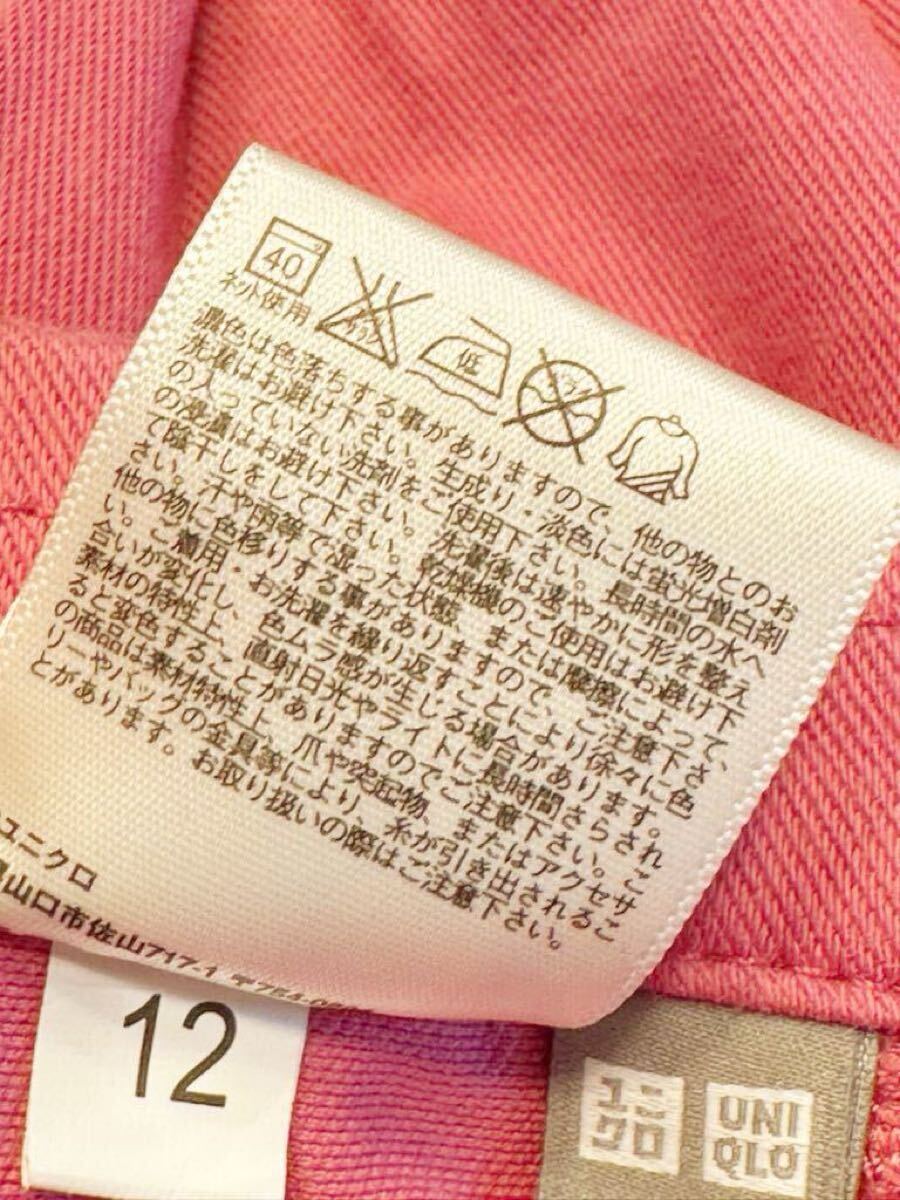 40
ネット使用
低
濃色は色落ちする事がありますので、他の物とのお
洗濯はお避け下さい。生成り・淡色には蛍光増白剤
の入っていない洗剤をご使用下さい。長時間の水へ
の浸漬はお避け下さい。洗濯後は速やかに形を整え
て陰干しをして下さい。乾燥機のご使用はお避け下
さい。汗や雨等で湿った状態、または摩擦によって、
他の物に色移りする事がありますので、ご注意下さ
い。ご着用・お洗濯を繰り返すことにより徐々に色
合いが変化し、色ムラ感が生じる場合があります。
素材の特性上、直射日光やライトに長時間さらされ
ると変色することがありますのでご注意下さい。こ
の商品は素材特性上、爪や突起物、またはアクセサ
リーやバッグの金具等により、糸が引き出されるこ
とがあります。お取り扱いの際はご注意下さい。
ユニクロ
山口市佐山717-1
12
ユニ
クロ
UNI
QLO